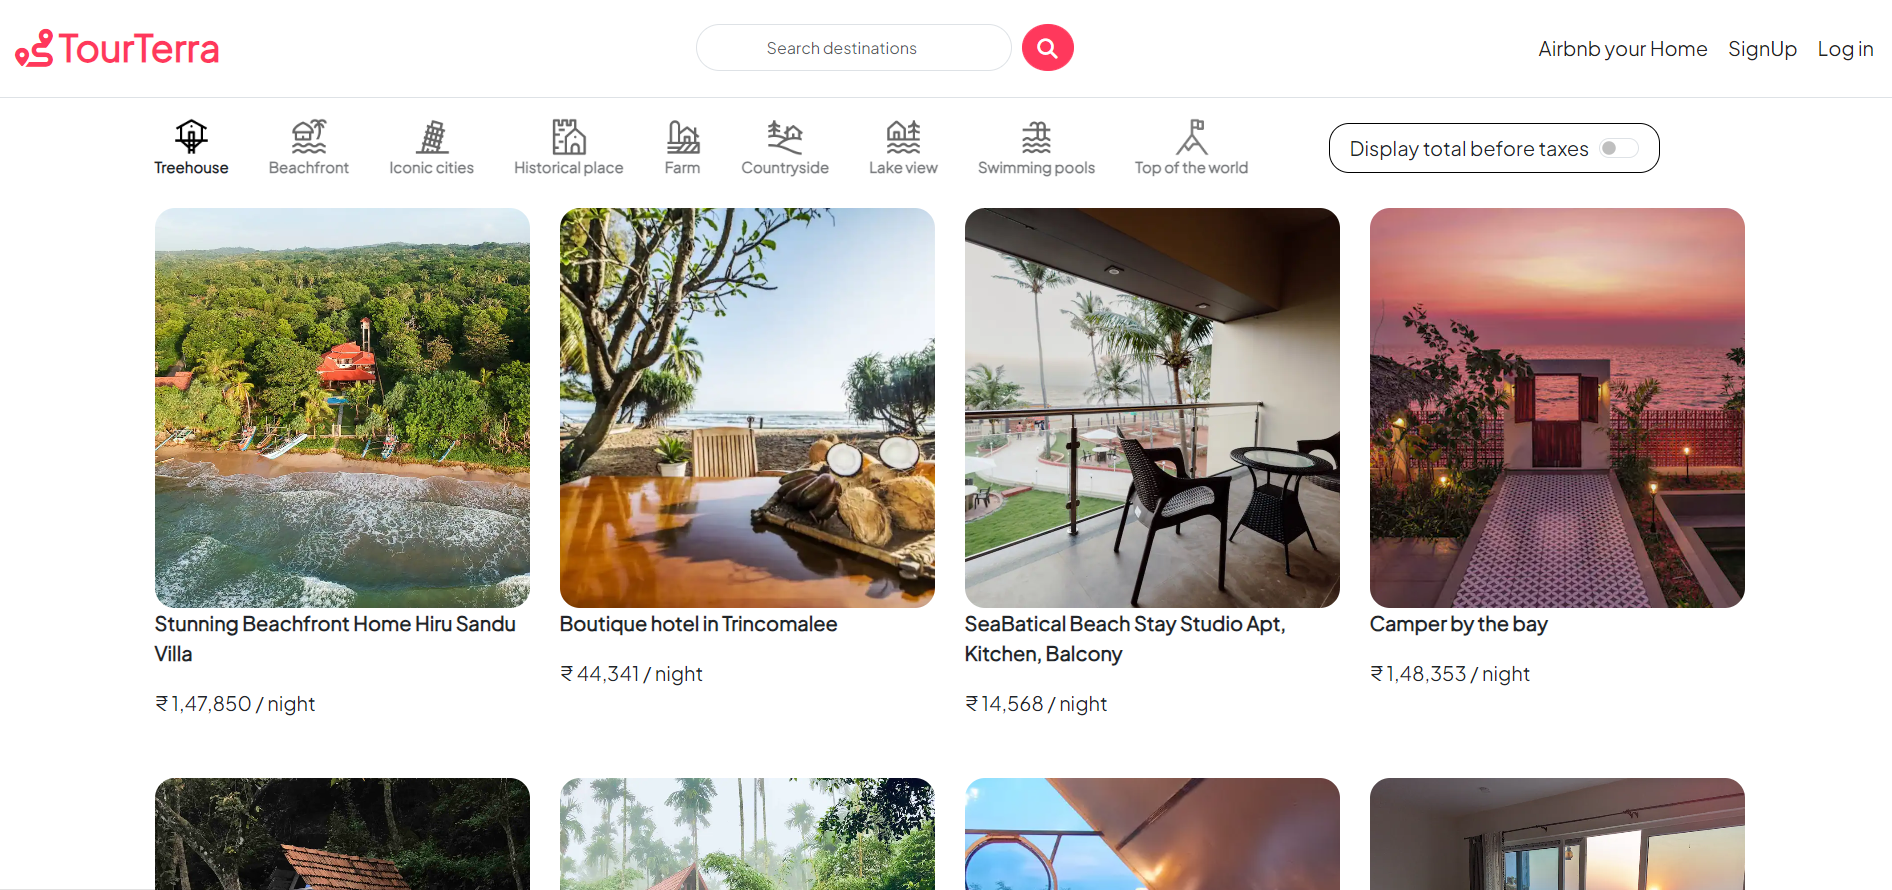 TourTerra
Search destinations
Airbnb your Home
SignUp
Log in
Treehouse
Beachfront
Iconic cities
Historical place
Farm
Countryside
Lake view
Swimming pools
Top of the world
Display total before taxes
Stunning Beachfront Home Hiru Sandu
Villa
₹ 1,47,850 / night
Boutique hotel in Trincomalee
₹ 44,341 / night
SeaBatical Beach Stay Studio Apt,
Kitchen, Balcony
₹ 14,568 / night
Camper by the bay
₹ 1,48,353 / night